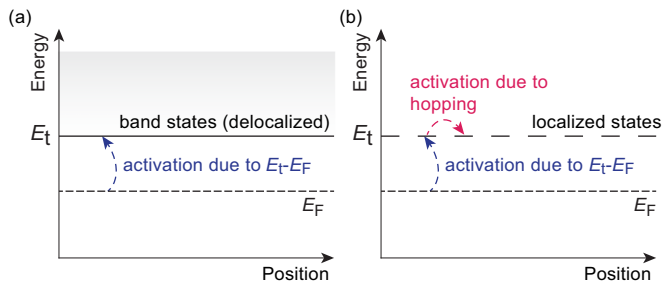 (a)
Energy
band states (delocalized)
Et
activation due to Et-EF
EF
Position
(b)
Energy
activation due to
hopping
localized states
Et
activation due to Et-EF
EF
Position